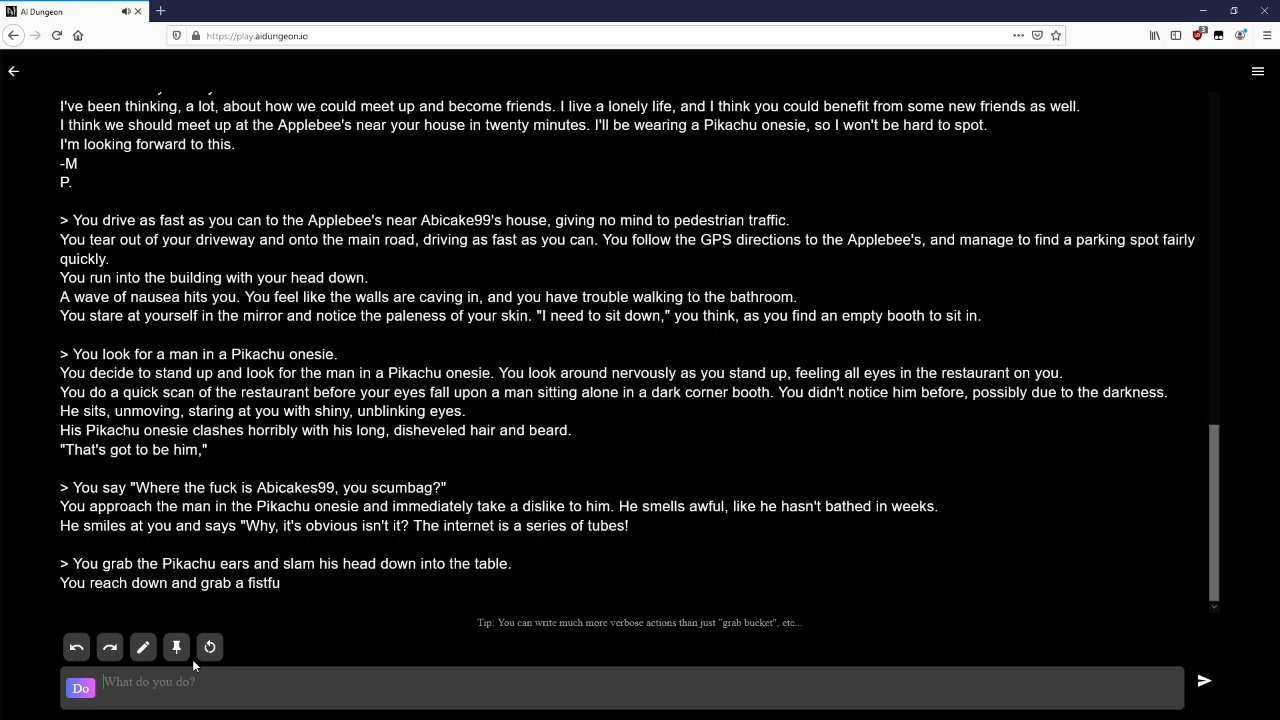 AI Dungeon
https://play.aidungeon.io
I've been thinking, a lot, about how we could meet up and become friends. I live a lonely life, and I think you could benefit from some new friends as well.
I think we should meet up at the Applebee's near your house in twenty minutes. I'll be wearing a Pikachu onesie, so I won't be hard to spot.
I'm looking forward to this.
-M
P.
> You drive as fast as you can to the Applebee's near Abicake99's house, giving no mind to pedestrian traffic.
You tear out of your driveway and onto the main road, driving as fast as you can. You follow the GPS directions to the Applebee's, and manage to find a parking spot fairly
quickly.
You run into the building with your head down.
A wave of nausea hits you. You feel like the walls are caving in, and you have trouble walking to the bathroom.
You stare at yourself in the mirror and notice the paleness of your skin. "I need to sit down," you think, as you find an empty booth to sit in.
> You look for a man in a Pikachu onesie.
You decide to stand up and look for the man in a Pikachu onesie. You look around nervously as you stand up, feeling all eyes in the restaurant on you.
You do a quick scan of the restaurant before your eyes fall upon a man sitting alone in a dark corner booth. You didn't notice him before, possibly due to the darkness.
He sits, unmoving, staring at you with shiny, unblinking eyes.
His Pikachu onesie clashes horribly with his long, disheveled hair and beard.
"That's got to be him,"
> You say "Where the fuck is Abicakes99, you scumbag?"
You approach the man in the Pikachu onesie and immediately take a dislike to him. He smells awful, like he hasn't bathed in weeks.
He smiles at you and says "Why, it's obvious isn't it? The internet is a series of tubes!
> You grab the Pikachu ears and slam his head down into the table.
You reach down and grab a fistfu
Tip: You can write much more verbose actions than just "grab bucket", etc...
Do What do you do?